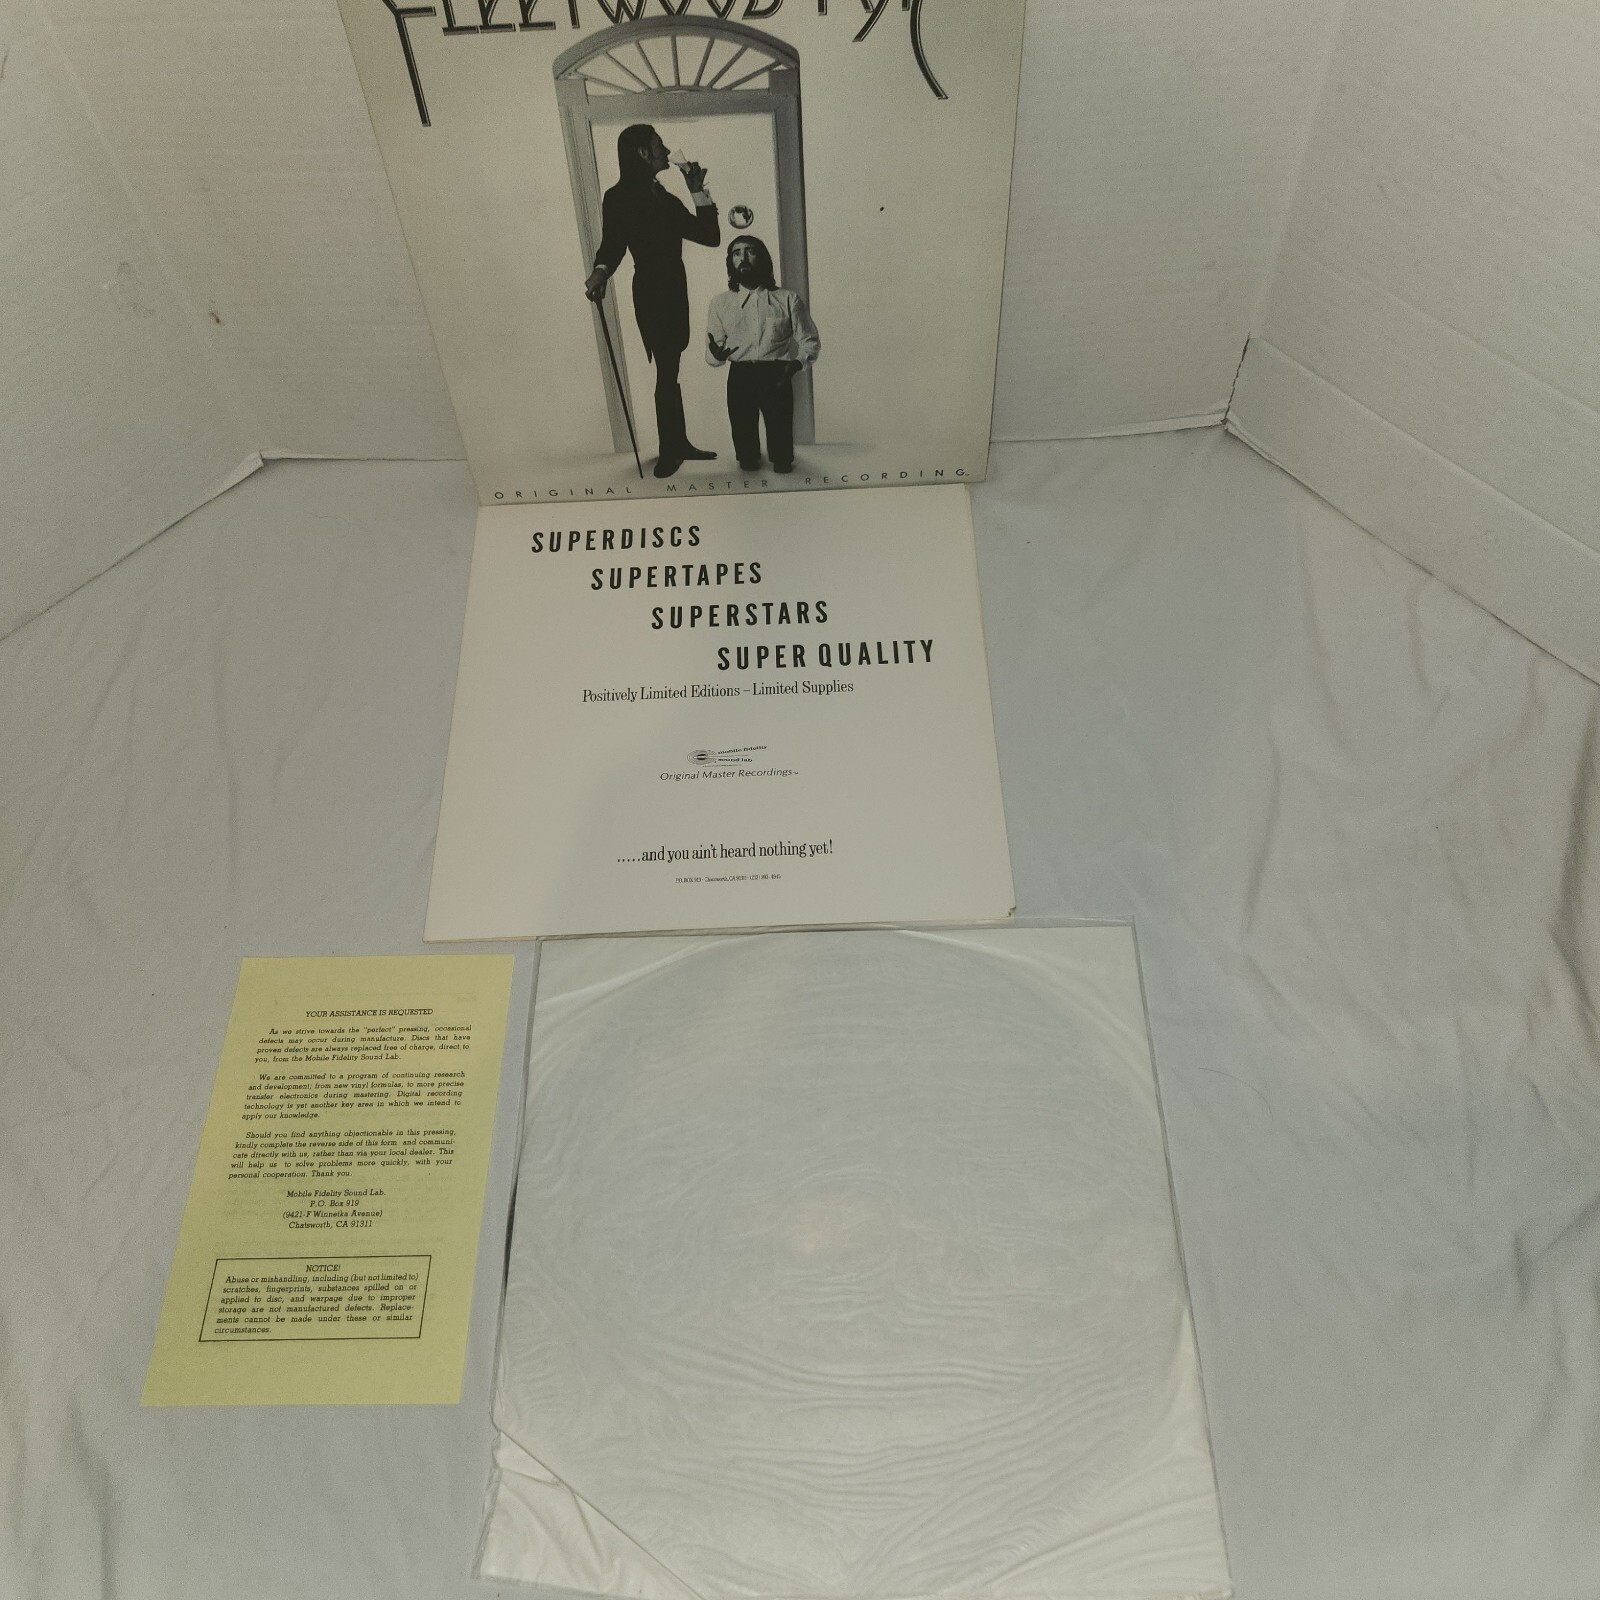 FLEETWOOD MAC
ORIGINAL MASTER RECORDING™
SUPERDISCS
SUPERTAPES
SUPERSTARS
SUPER QUALITY
Positively Limited Editions – Limited Supplies
mobile fidelity
sound lab
Original Master Recordings™
.....and you ain't heard nothing yet!
YOUR ASSISTANCE IS REQUESTED
As we strive towards the "perfect" pressing, occasional
defects may occur during manufacture. Discs that have
proven defects are always replaced free of charge, direct to
you, from the Mobile Fidelity Sound Lab.
We are committed to a program of continuing research
and development; from new vinyl formulas, to more precise
transfer electronics during mastering. Digital recording
technology is yet another key area in which we intend to
apply our knowledge.
Should you find anything objectionable in this pressing,
kindly complete the reverse side of this form and communi-
cate directly with us, rather than via your local dealer. This
will help us to solve problems more quickly, with your
personal cooperation. Thank you.
Mobile Fidelity Sound Lab.
P.O. Box 919
(9421-F Winnetka Avenue)
Chatsworth, CA 91311
NOTICE!
Abuse or mishandling, including (but not limited to)
scratches, fingerprints, substances spilled on or
applied to disc, and warpage due to improper
storage are not manufactured defects. Replace-
ments cannot be made under these or similar
circumstances.